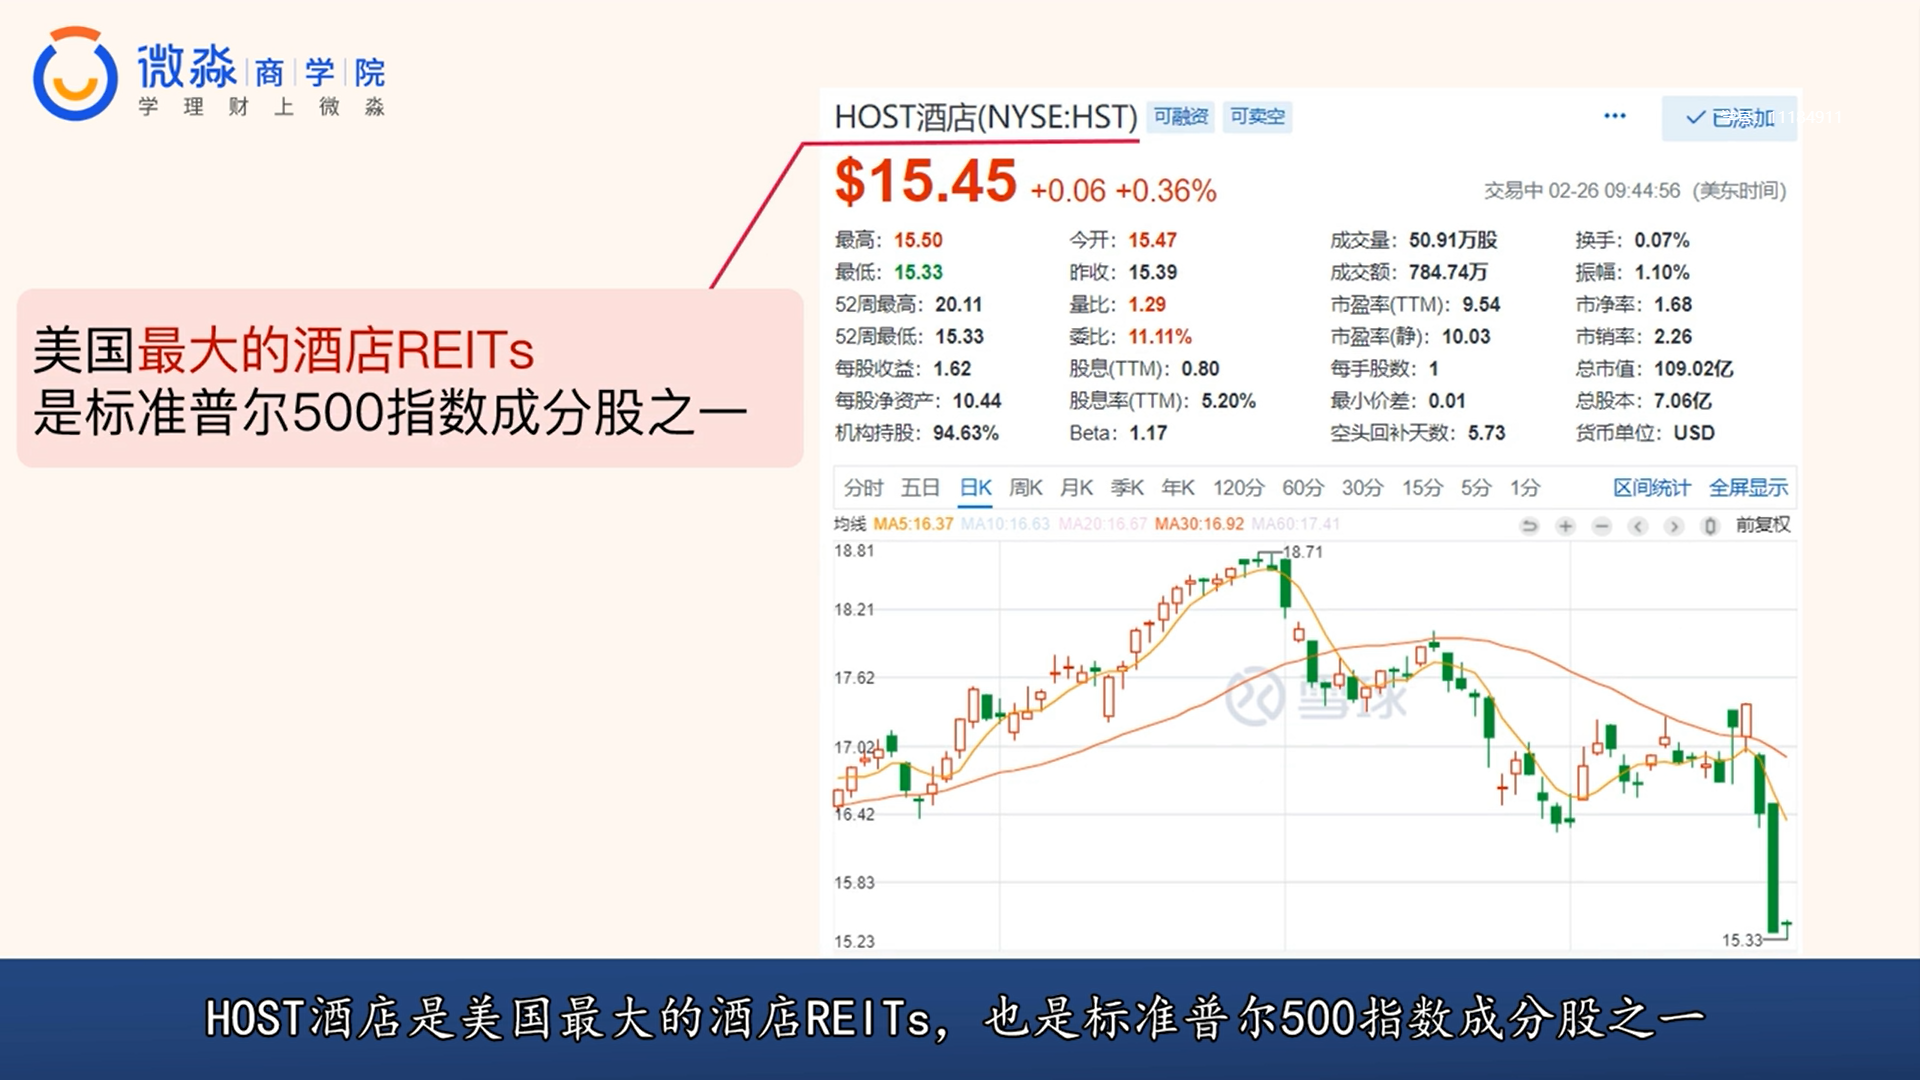 微淼 商 学 院
学 理 财 上 微 淼
HOST酒店(NYSE:HST) 可融资 可卖空 ... 已添加
$15.45 +0.06 +0.36% 交易中 02-26 09:44:56 (美东时间)
最高：15.50 今开：15.47 成交量：50.91万股 换手：0.07%
最低：15.33 昨收：15.39 成交额：784.74万 振幅：1.10%
52周最高：20.11 量比：1.29 市盈率(TTM)：9.54 市净率：1.68
52周最低：15.33 委比：11.11% 市盈率(静)：10.03 市销率：2.26
每股收益：1.62 股息(TTM)：0.80 每手股数：1 总市值：109.02亿
每股净资产：10.44 股息率(TTM)：5.20% 最小价差：0.01 总股本：7.06亿
机构持股：94.63% Beta：1.17 空头回补天数：5.73 货币单位：USD
美国最大的酒店REITs
是标准普尔500指数成分股之一
分时 五日 日K 周K 月K 季K 年K 120分 60分 30分 15分 5分 1分 区间统计 全屏显示
均线 MA5:16.37 MA10:16.63 MA20:16.67 MA30:16.92 MA60:17.41 前复权
18.81
18.71
18.21
17.62
雪球
17.02
16.42
15.83
15.23
15.33
HOST酒店是美国最大的酒店REITs，也是标准普尔500指数成分股之一